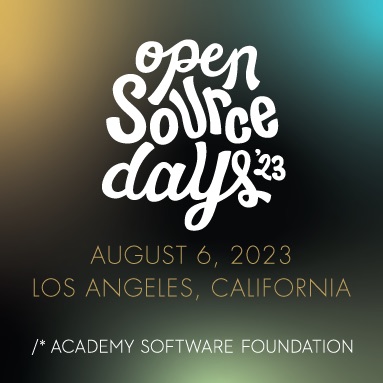 open
Source
days '23
AUGUST 6, 2023
LOS ANGELES, CALIFORNIA
/* ACADEMY SOFTWARE FOUNDATION